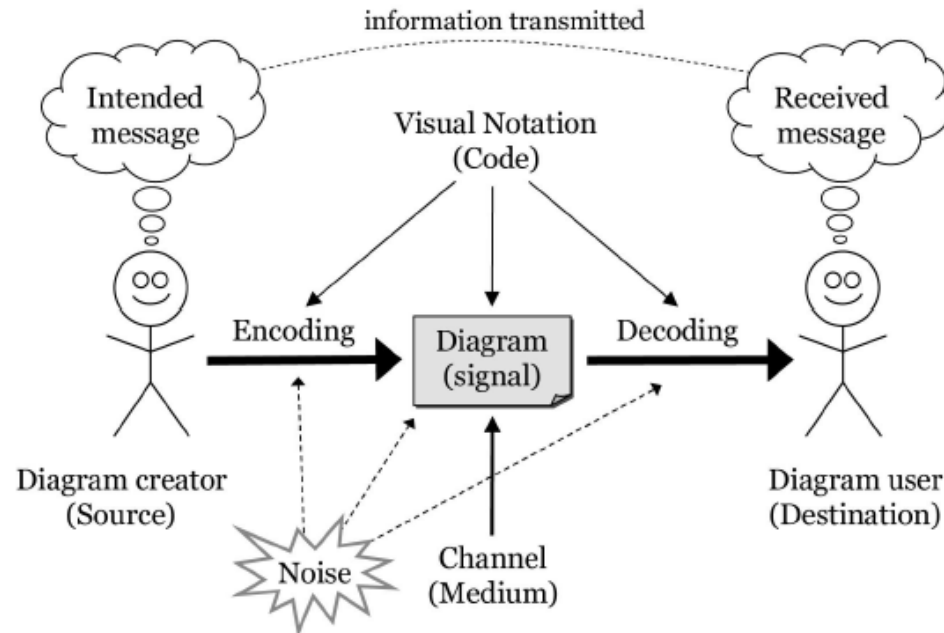 information transmitted
Intended
message
Received
message
Visual Notation
(Code)
Encoding
Decoding
Diagram
(signal)
Diagram creator
(Source)
Diagram user
(Destination)
Noise
Channel
(Medium)